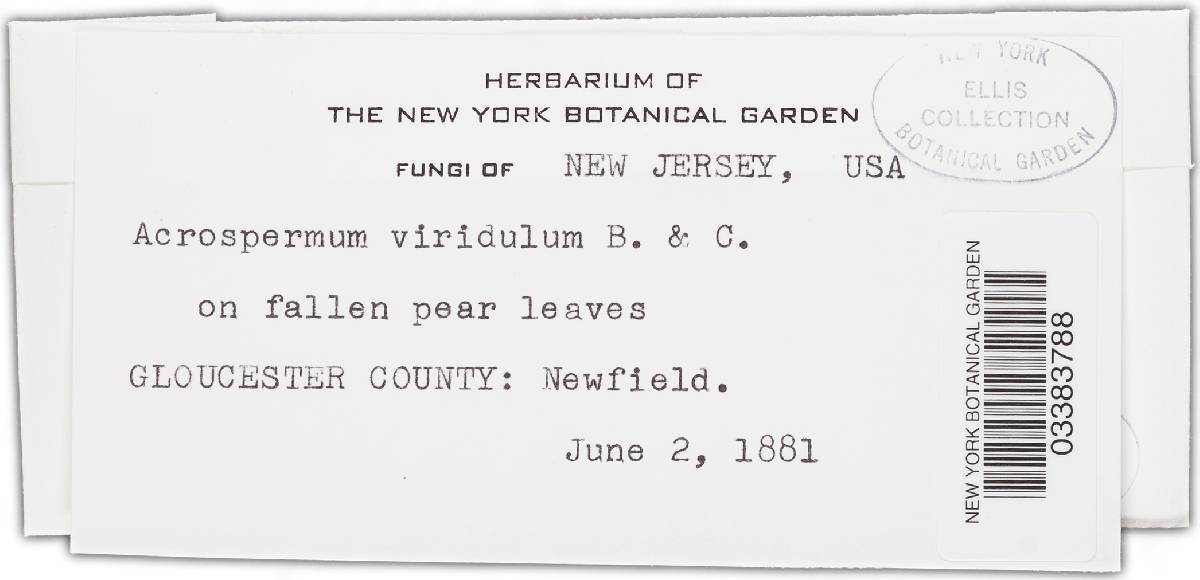 HERBARIUM OF
THE NEW YORK BOTANICAL GARDEN
NEW YORK
ELLIS
COLLECTION
BOTANICAL GARDEN
FUNGI OF NEW JERSEY, USA
Acrospermum viridulum B. & C.
on fallen pear leaves
GLOUCESTER COUNTY: Newfield.
June 2, 1881
NEW YORK BOTANICAL GARDEN
03383788